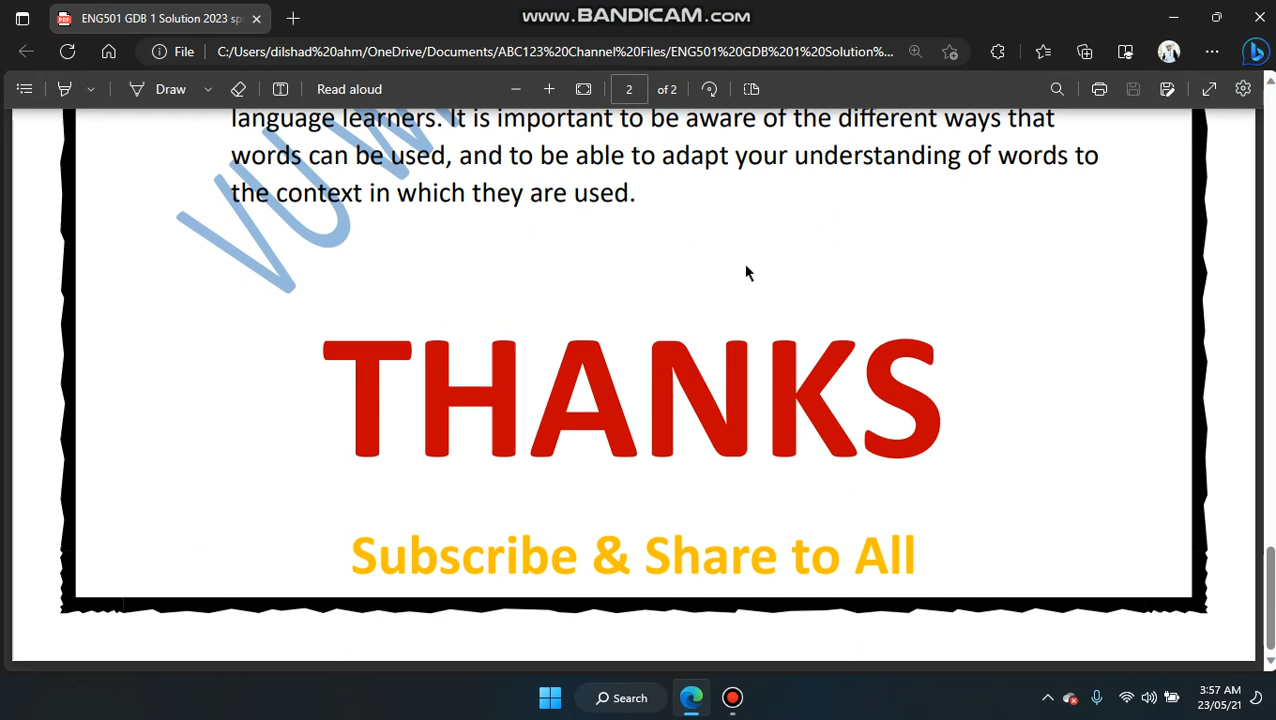 ENG501 GDB 1 Solution 2023 sp
www.BANDICAM.com
File
C:/Users/dilshad%20ahm/OneDrive/Documents/ABC123%20Channel%20Files/ENG501%20GDB%201%20Solution%...
Draw
Read aloud
2
of 2
language learners. It is important to be aware of the different ways that
words can be used, and to be able to adapt your understanding of words to
the context in which they are used.
VU
THANKS
Subscribe & Share to All
Search
3:57 AM
23/05/21